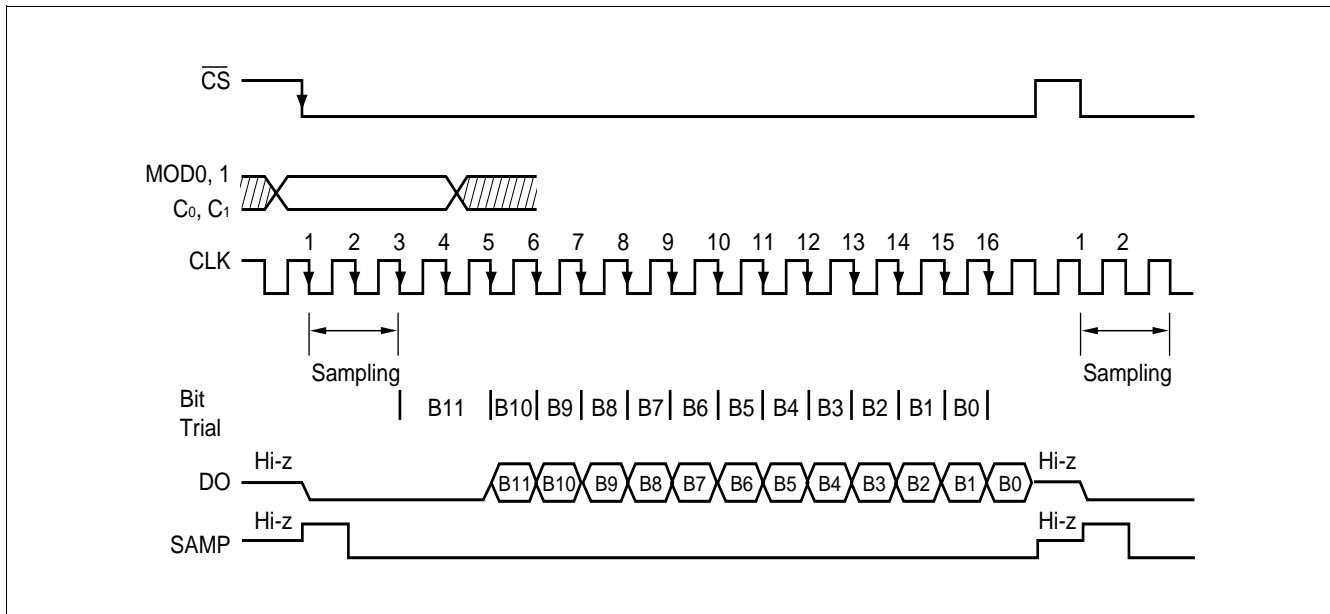 CS
MOD0, 1
C0, C1
1 2 3 4 5 6 7 8 9 10 11 12 13 14 15 16 1 2
CLK
Sampling Sampling
Bit
Trial
B11 B10 B9 B8 B7 B6 B5 B4 B3 B2 B1 B0
Hi-z Hi-z
DO B11 B10 B9 B8 B7 B6 B5 B4 B3 B2 B1 B0
Hi-z Hi-z
SAMP